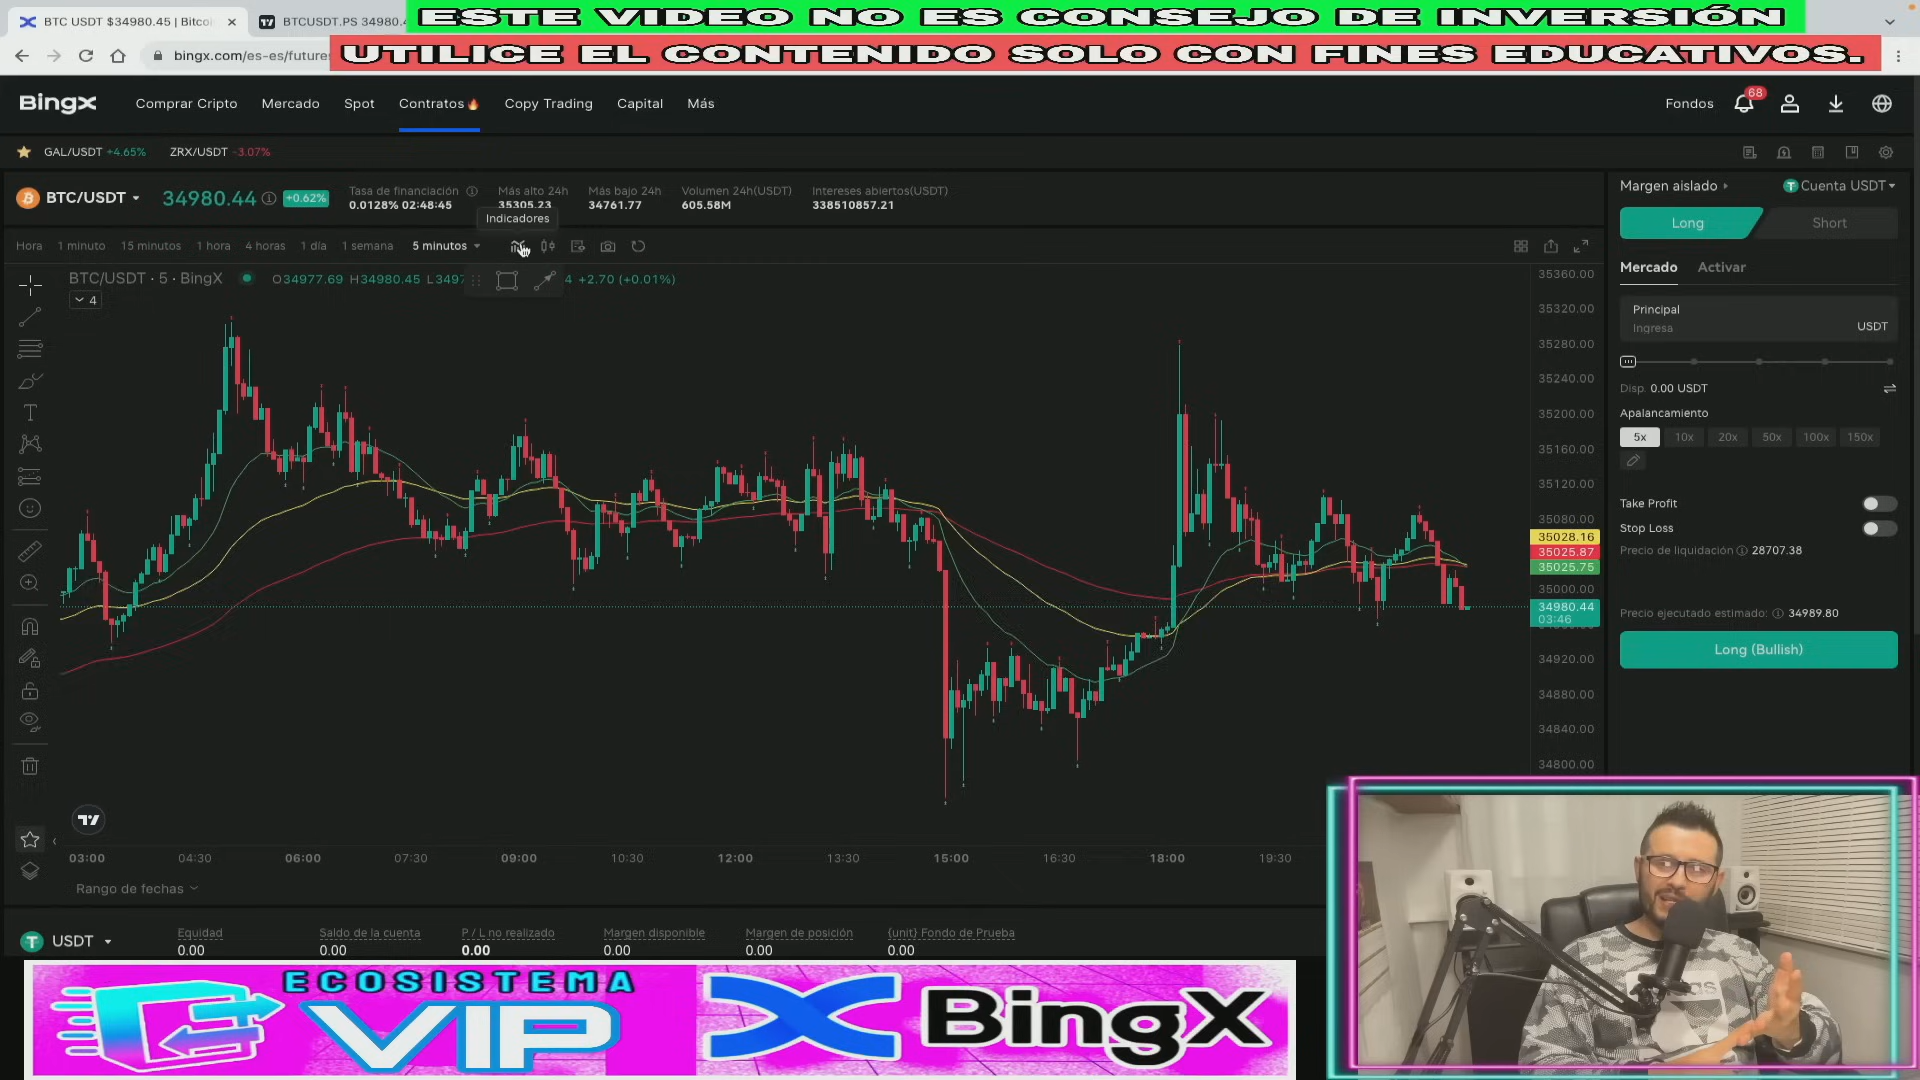 BTC USDT $34980.45 | Bitcoi
BTCUSDT.PS 34980.
ESTE VIDEO NO ES CONSEJO DE INVERSIÓN
bingx.com/es-es/future
UTILICE EL CONTENIDO SOLO CON FINES EDUCATIVOS.
BingX
Comprar Cripto
Mercado
Spot
Contratos
Copy Trading
Capital
Más
Fondos
68
GAL/USDT +4.65%
ZRX/USDT -3.07%
BTC/USDT
34980.44
+0.62%
Tasa de financiación
0.0128% 02:48:45
Más alto 24h
35305.23
Más bajo 24h
34761.77
Volumen 24h(USDT)
605.58M
Intereses abiertos(USDT)
338510857.21
Indicadores
Hora
1 minuto
15 minutos
1 hora
4 horas
1 día
1 semana
5 minutos
BTC/USDT · 5 · BingX
O34977.69 H34980.45 L349
4 +2.70 (+0.01%)
4
35360.00
35320.00
35280.00
35240.00
35200.00
35160.00
35120.00
35080.00
35028.16
35025.87
35025.75
35000.00
34980.44
03:46
34920.00
34880.00
34840.00
34800.00
03:00
04:30
06:00
07:30
09:00
10:30
12:00
13:30
15:00
16:30
18:00
19:30
Rango de fechas
Margen aislado
Cuenta USDT
Long
Short
Mercado
Activar
Principal
Ingresa
USDT
Disp. 0.00 USDT
Apalancamiento
5x
10x
20x
50x
100x
150x
Take Profit
Stop Loss
Precio de liquidación
28707.38
Precio ejecutado estimado:
34989.80
Long (Bullish)
USDT
Equidad
0.00
Saldo de la cuenta
0.00
P / L no realizado
0.00
Margen disponible
0.00
Margen de posición
0.00
{unit} Fondo de Prueba
0.00
ECOSISTEMA
VIP
BingX